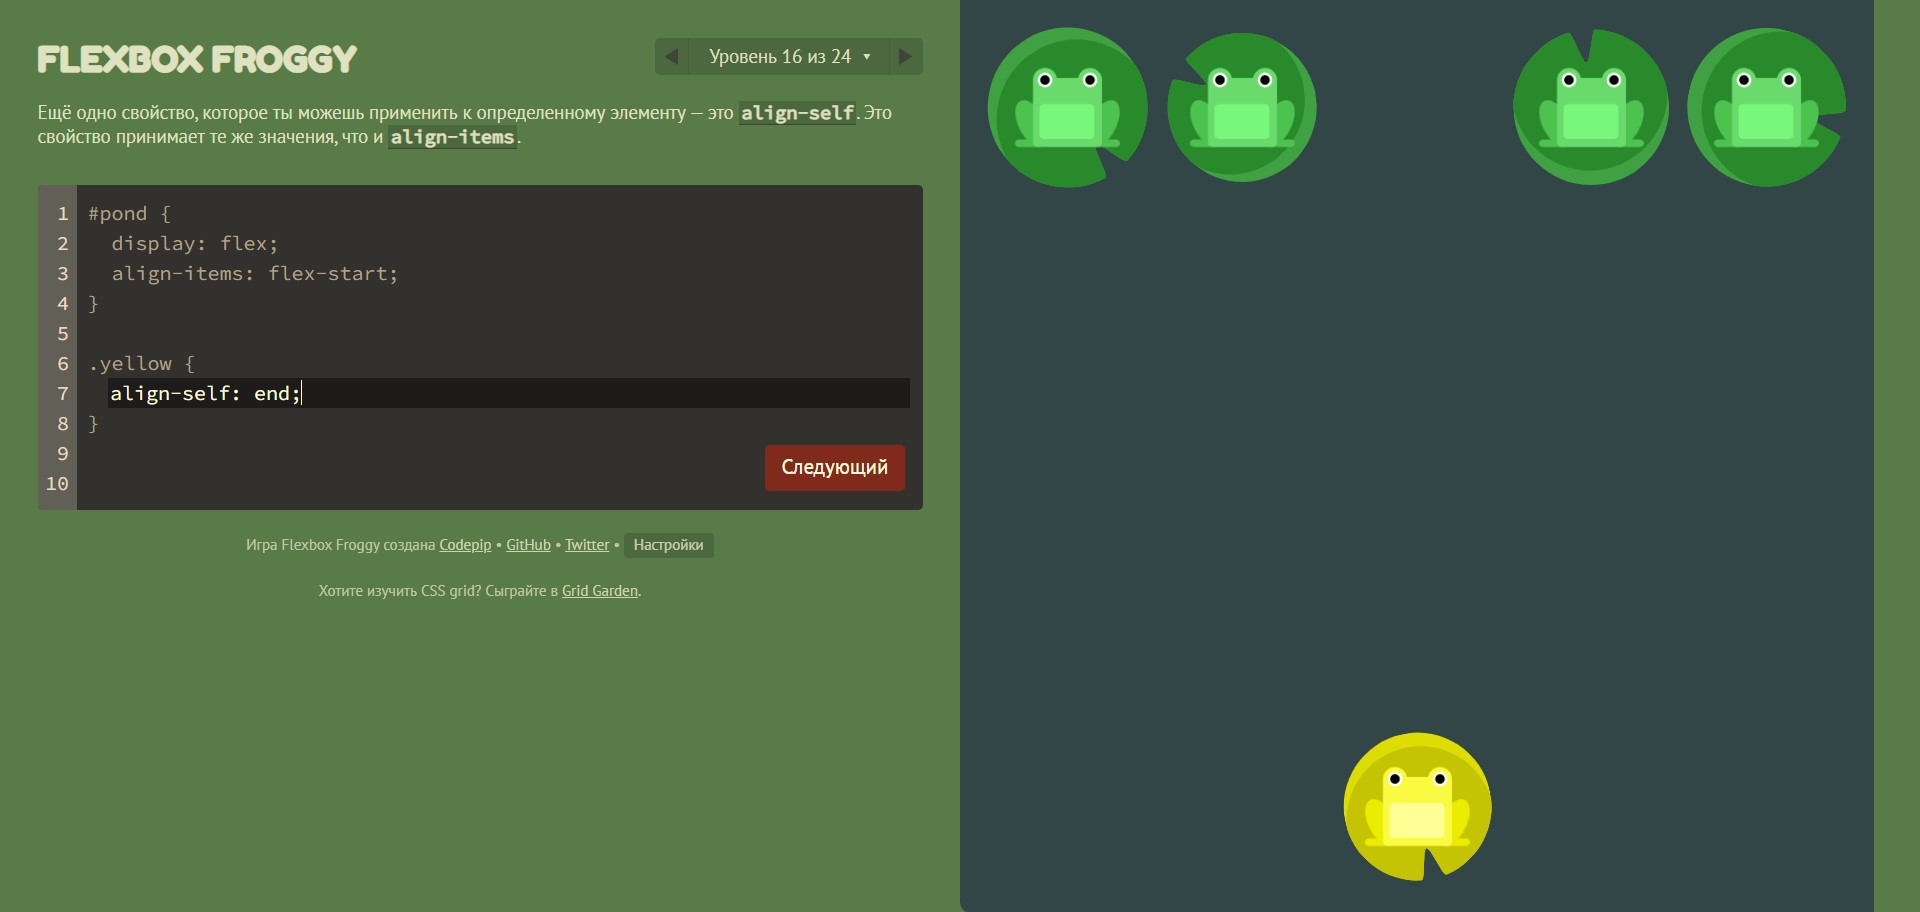 FLEXBOX FROGGY
Уровень 16 из 24 ▼
Ещё одно свойство, которое ты можешь применить к определенному элементу — это align-self. Это
свойство принимает те же значения, что и align-items.
1 #pond {
2   display: flex;
3   align-items: flex-start;
4 }
5
6 .yellow {
7   align-self: end;
8 }
9
10
Следующий
Игра Flexbox Froggy создана Codepip • GitHub • Twitter • Настройки
Хотите изучить CSS grid? Сыграйте в Grid Garden.